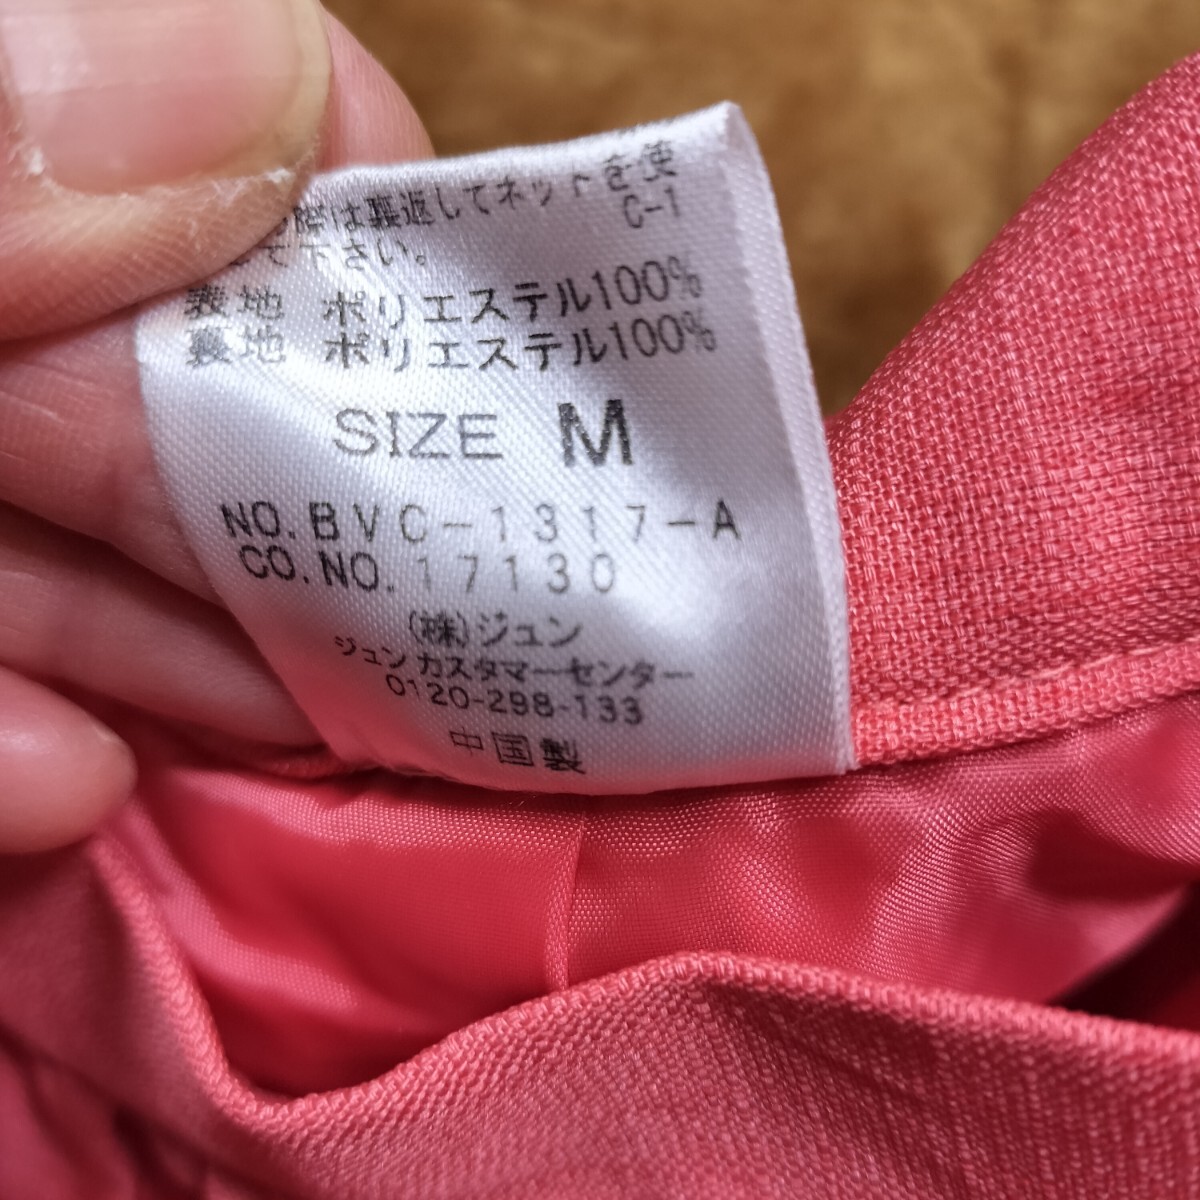 際は裏返してネットを使
C-1
して下さい。
表地 ポリエステル100%
裏地 ポリエステル100%
SIZE M
NO.BVC-1317-A
CO.NO.17130
(株)ジュン
ジュンカスタマーセンター
0120-298-133
中国製